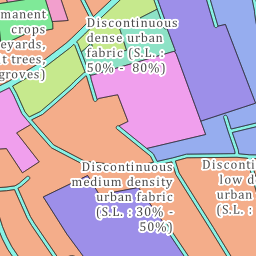 manent
crops
eyards,
t trees,
groves)
Discontinuous
dense urban
fabric (S.L. :
50% - 80%)
Discontinuous
medium density
urban fabric
(S.L. : 30% -
50%)
Disconti
low d
urban
(S.L. :